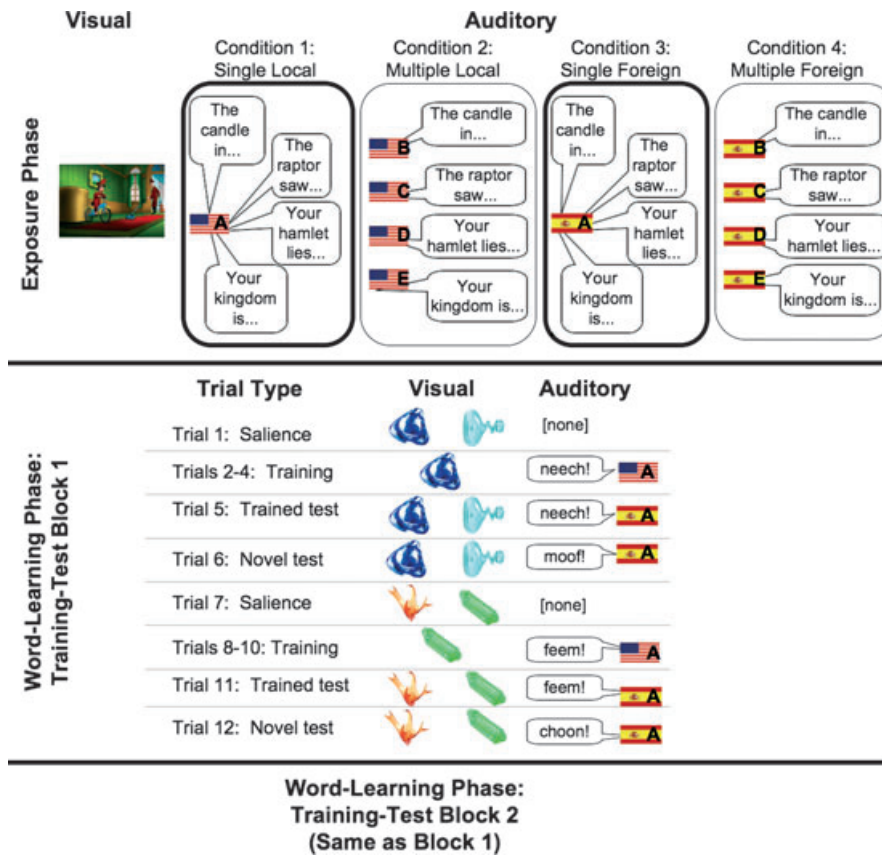 Visual
Auditory
Condition 1:
Single Local
Condition 2:
Multiple Local
Condition 3:
Single Foreign
Condition 4:
Multiple Foreign
Exposure Phase
The
candle
in...
The
raptor
saw...
Your
hamlet
lies...
Your
kingdom
is...
A
The candle
in...
B
The raptor
saw...
C
Your
hamlet lies...
D
Your
kingdom is...
E
The
candle
in...
The
raptor
saw...
Your
hamlet
lies...
Your
kingdom
is...
A
The candle
in...
B
The raptor
saw...
C
Your
hamlet lies...
D
Your
kingdom is...
E
Word-Learning Phase:
Training-Test Block 1
Trial Type
Visual
Auditory
Trial 1: Salience
[none]
Trials 2-4: Training
neech!
A
Trial 5: Trained test
neech!
A
Trial 6: Novel test
moof!
A
Trial 7: Salience
[none]
Trials 8-10: Training
feem!
A
Trial 11: Trained test
feem!
A
Trial 12: Novel test
choon!
A
Word-Learning Phase:
Training-Test Block 2
(Same as Block 1)